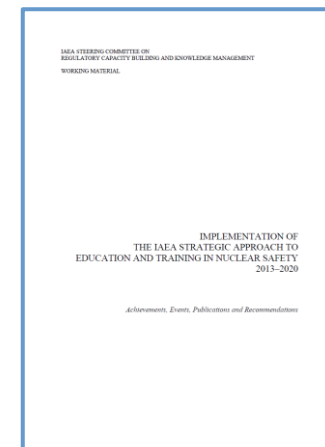 IAEA STEERING COMMITTEE ON
REGULATORY CAPACITY BUILDING AND KNOWLEDGE MANAGEMENT
WORKING MATERIAL
IMPLEMENTATION OF
THE IAEA STRATEGIC APPROACH TO
EDUCATION AND TRAINING IN NUCLEAR SAFETY
2013–2020
Achievements, Events, Publications and Recommendations